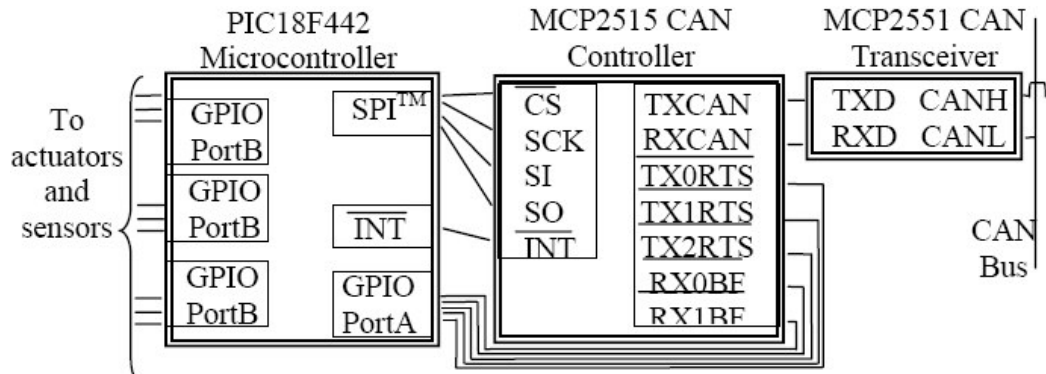 PIC18F442
Microcontroller
MCP2515 CAN
Controller
MCP2551 CAN
Transceiver
To
actuators
and
sensors
GPIO
PortB
GPIO
PortB
GPIO
PortB
SPI™
INT
GPIO
PortA
CS
SCK
SI
SO
INT
TXCAN
RXCAN
TX0RTS
TX1RTS
TX2RTS
RX0BF
RX1BF
TXD CANH
RXD CANL
CAN
Bus